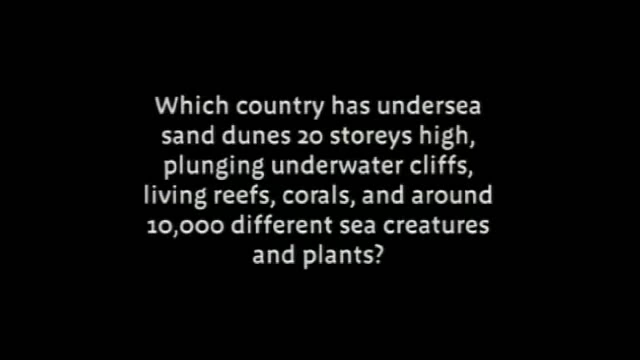 Which country has undersea
sand dunes 20 storeys high,
plunging underwater cliffs,
living reefs, corals, and around
10,000 different sea creatures
and plants?